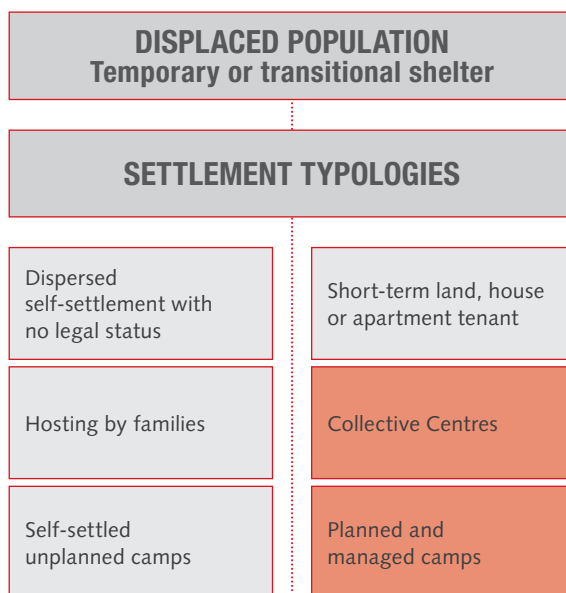 DISPLACED POPULATION
Temporary or transitional shelter
SETTLEMENT TYPOLOGIES
Dispersed
self-settlement with
no legal status
Short-term land, house
or apartment tenant
Hosting by families
Collective Centres
Self-settled
unplanned camps
Planned and
managed camps